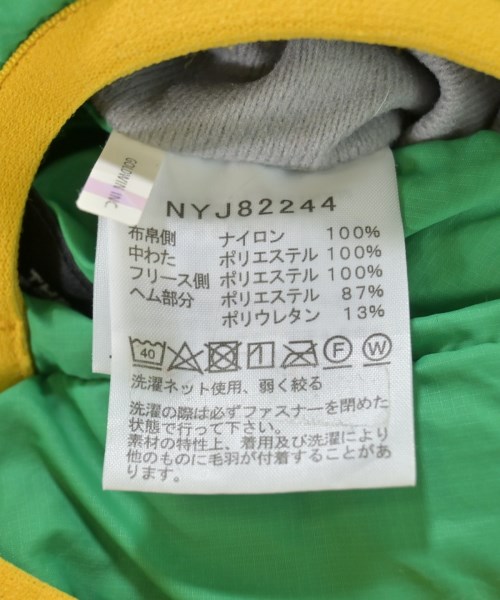 GOLDWIN INC.
NYJ82244
布帛側 ナイロン 100%
中わた ポリエステル 100%
フリース側 ポリエステル 100%
ヘム部分 ポリエステル 87%
ポリウレタン 13%
40 F W
洗濯ネット使用、弱く絞る
洗濯の際は必ずファスナーを閉めた
状態で行って下さい。
素材の特性上、着用及び洗濯により
他のものに毛羽が付着することがあ
ります。